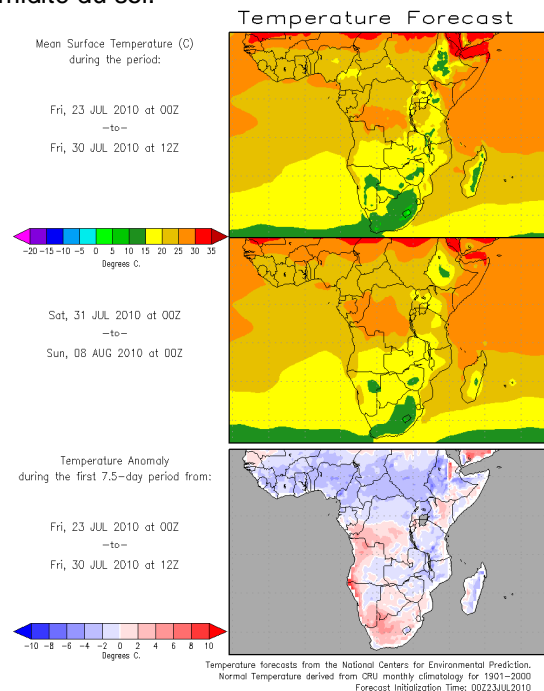 midité du sol.
Temperature Forecast
Mean Surface Temperature (C)
during the period:
Fri, 23 JUL 2010 at 00Z
-to-
Fri, 30 JUL 2010 at 12Z
-20 -15 -10 -5 0 5 10 15 20 25 30 35
Degrees C.
Sat, 31 JUL 2010 at 00Z
-to-
Sun, 08 AUG 2010 at 00Z
Temperature Anomaly
during the first 7.5-day period from:
Fri, 23 JUL 2010 at 00Z
-to-
Fri, 30 JUL 2010 at 12Z
-10 -8 -6 -4 -2 0 2 4 6 8 10
Degrees C.
Temperature forecasts from the National Centers for Environmental Prediction.
Normal Temperature derived from CRU monthly climatology for 1901-2000
Forecast Initialization Time: 00Z23JUL2010